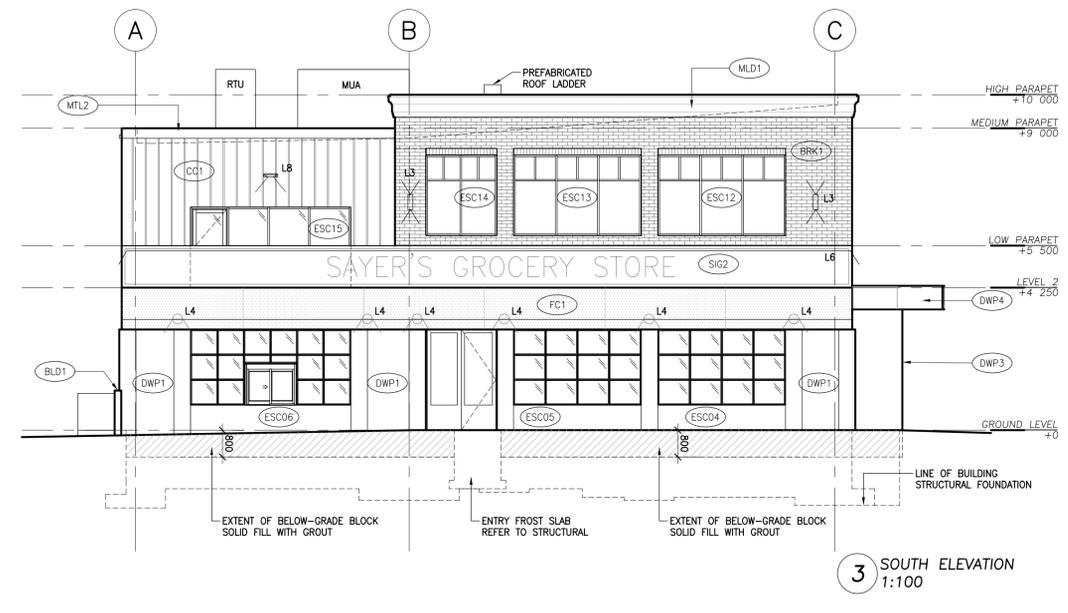 A
B
C
RTU
MUA
PREFABRICATED
ROOF LADDER
MLD1
HIGH PARAPET
+10 000
MTL2
MEDIUM PARAPET
+9 000
BRK1
CC1
L8
L3
ESC14
ESC13
ESC12
L3
ESC15
LOW PARAPET
+5 500
SAYER'S GROCERY STORE
SIG2
L6
LEVEL 2
+4 250
FC1
DWP4
L4
L4
L4
L4
L4
L4
BLD1
DWP1
DWP1
DWP1
DWP3
ESC06
ESC05
ESC04
GROUND LEVEL
+0
800
800
LINE OF BUILDING
STRUCTURAL FOUNDATION
EXTENT OF BELOW-GRADE BLOCK
SOLID FILL WITH GROUT
ENTRY FROST SLAB
REFER TO STRUCTURAL
EXTENT OF BELOW-GRADE BLOCK
SOLID FILL WITH GROUT
3 SOUTH ELEVATION
1:100